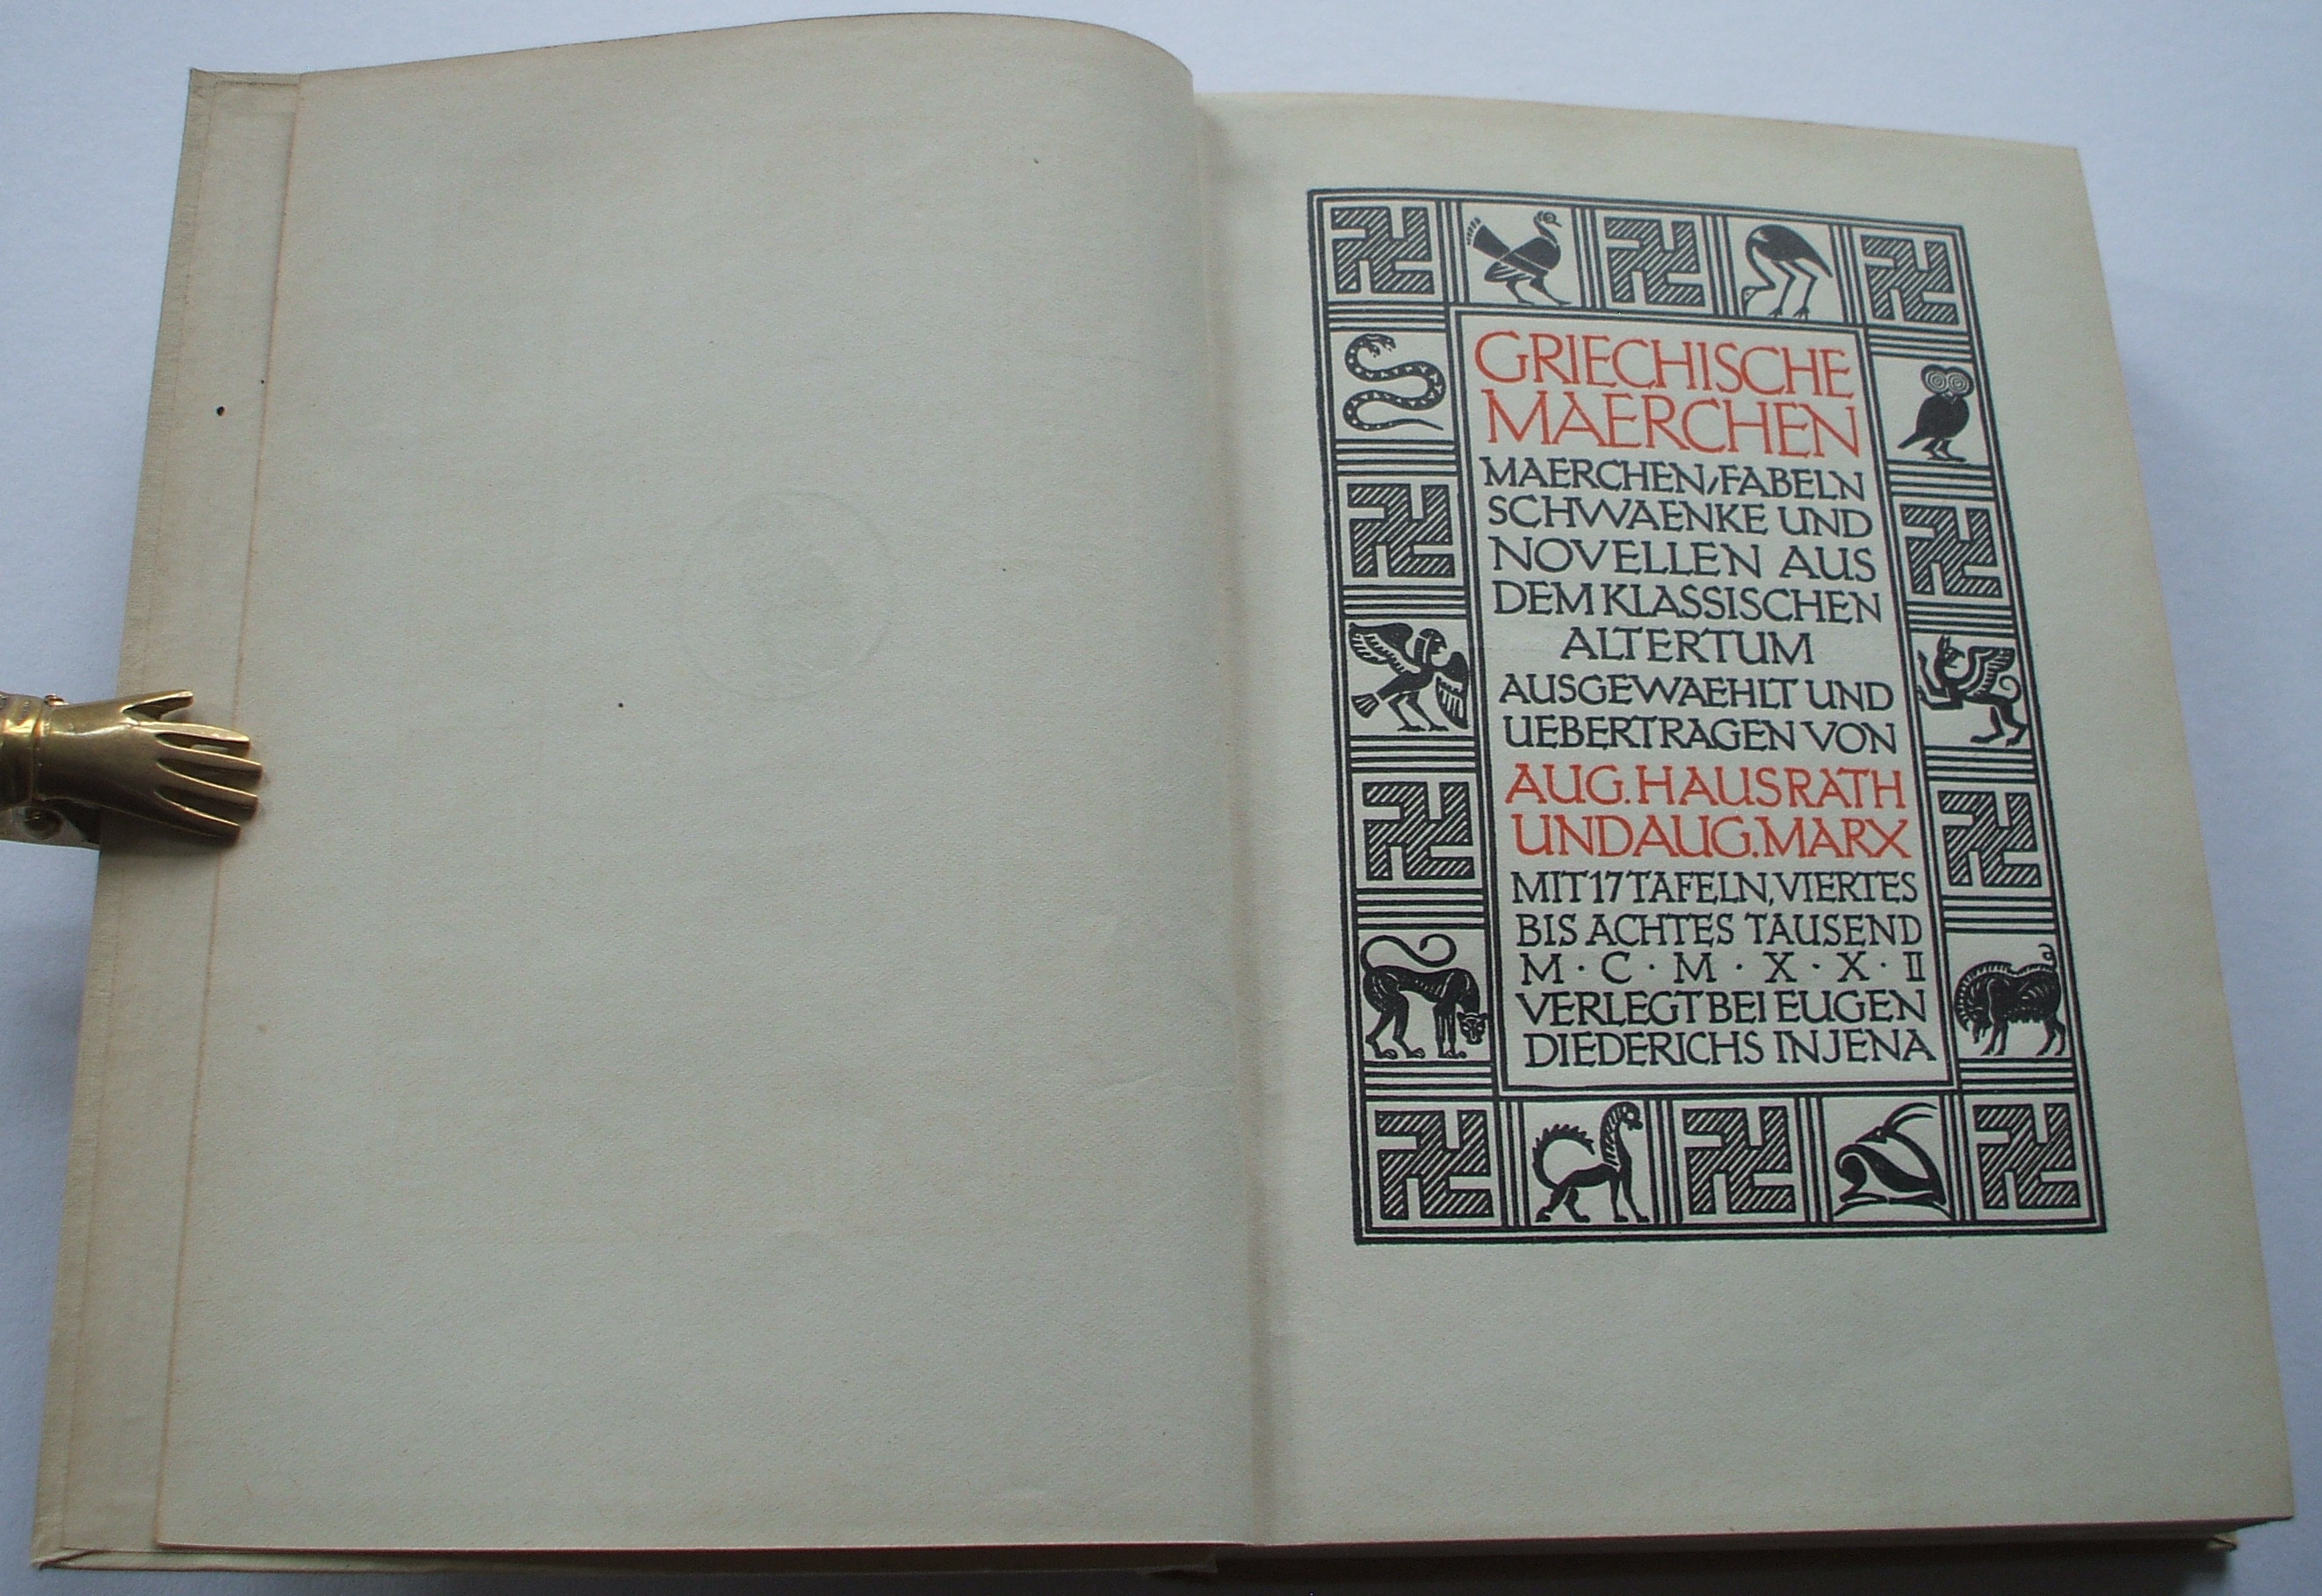 GRIECHISCHE
MAERCHEN
MAERCHEN/FABELN
SCHWAENKE UND
NOVELLEN AUS
DEM KLASSISCHEN
ALTERTUM
AUSGEWAEHLT UND
UEBERTRAGEN VON
AUG. HAUSRATH
UND AUG. MARX
MIT 17 TAFELN, VIERTES
BIS ACHTES TAUSEND
M · C · M · X · X · II
VERLEGT BEI EUGEN
DIEDERICHS IN JENA